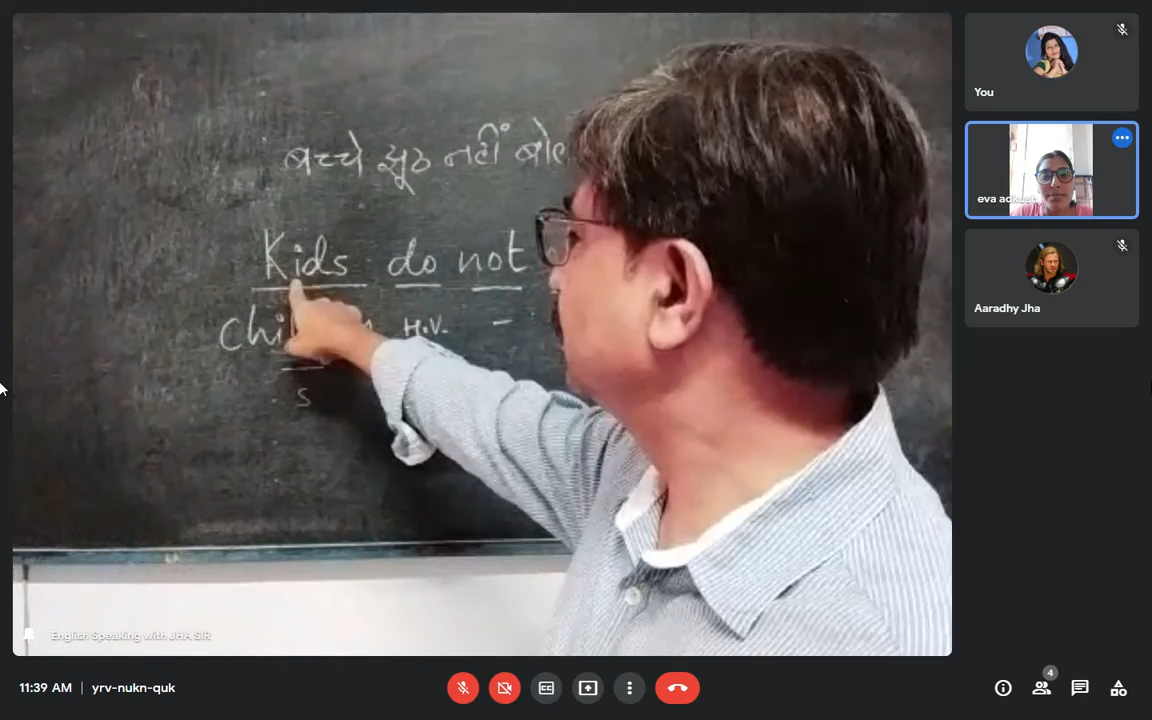 बच्चे झूठ नहीं
Kids do not
H.V. -
S
English Speaking with JHA SIR
You
eva
Aaradhy Jha
4
11:39 AM | yrv-nukn-quk